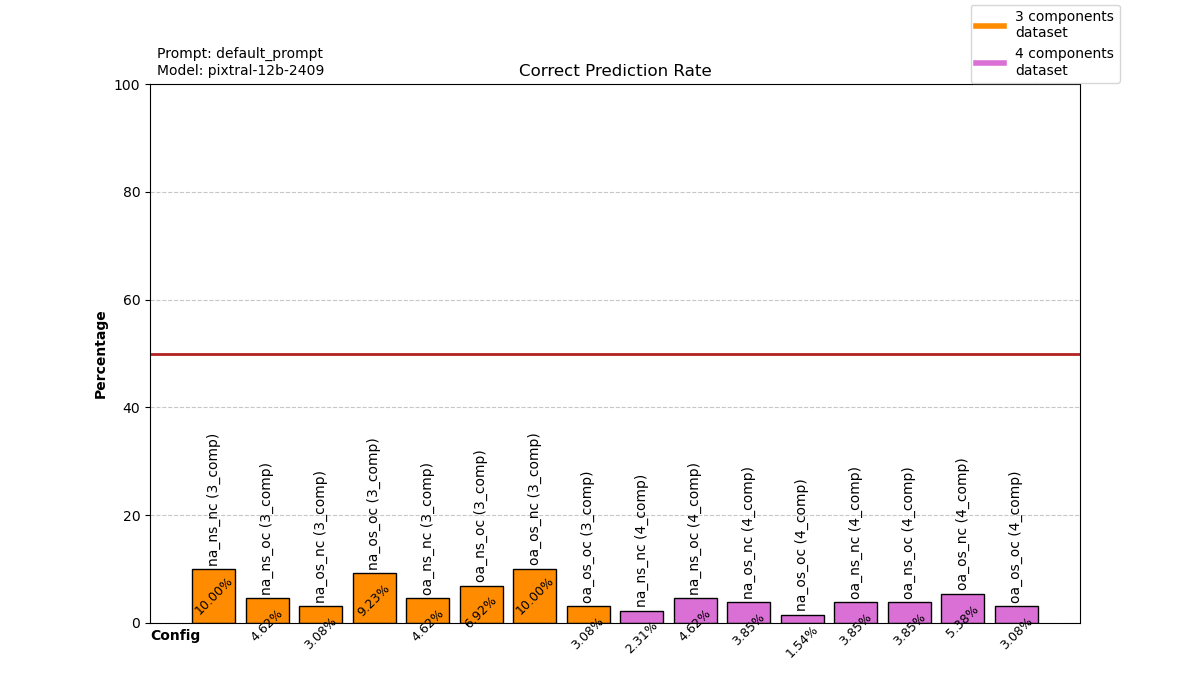 3 components
dataset
4 components
dataset
Prompt: default_prompt
Model: pixtral-12b-2409
Correct Prediction Rate
100
80
60
40
20
0
Percentage
Config
na_ns_nc (3_comp)
na_ns_oc (3_comp)
na_os_nc (3_comp)
na_os_oc (3_comp)
oa_ns_nc (3_comp)
oa_ns_oc (3_comp)
oa_os_nc (3_comp)
oa_os_oc (3_comp)
na_ns_nc (4_comp)
na_ns_oc (4_comp)
na_os_nc (4_comp)
na_os_oc (4_comp)
oa_ns_nc (4_comp)
oa_ns_oc (4_comp)
oa_os_nc (4_comp)
oa_os_oc (4_comp)
10.00%
4.62%
3.08%
9.23%
4.62%
6.92%
10.00%
3.08%
2.31%
4.62%
3.85%
1.54%
3.85%
3.85%
5.38%
3.08%